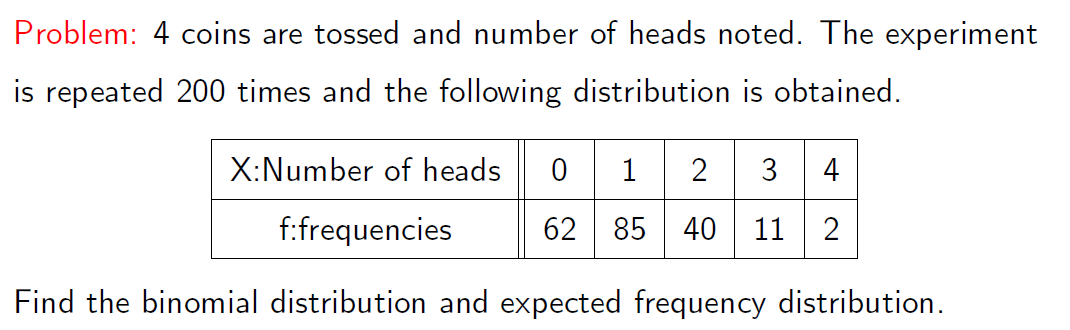 Problem: 4 coins are tossed and number of heads noted. The experiment
is repeated 200 times and the following distribution is obtained.
X:Number of heads 0 1 2 3 4
f:frequencies 62 85 40 11 2
Find the binomial distribution and expected frequency distribution.